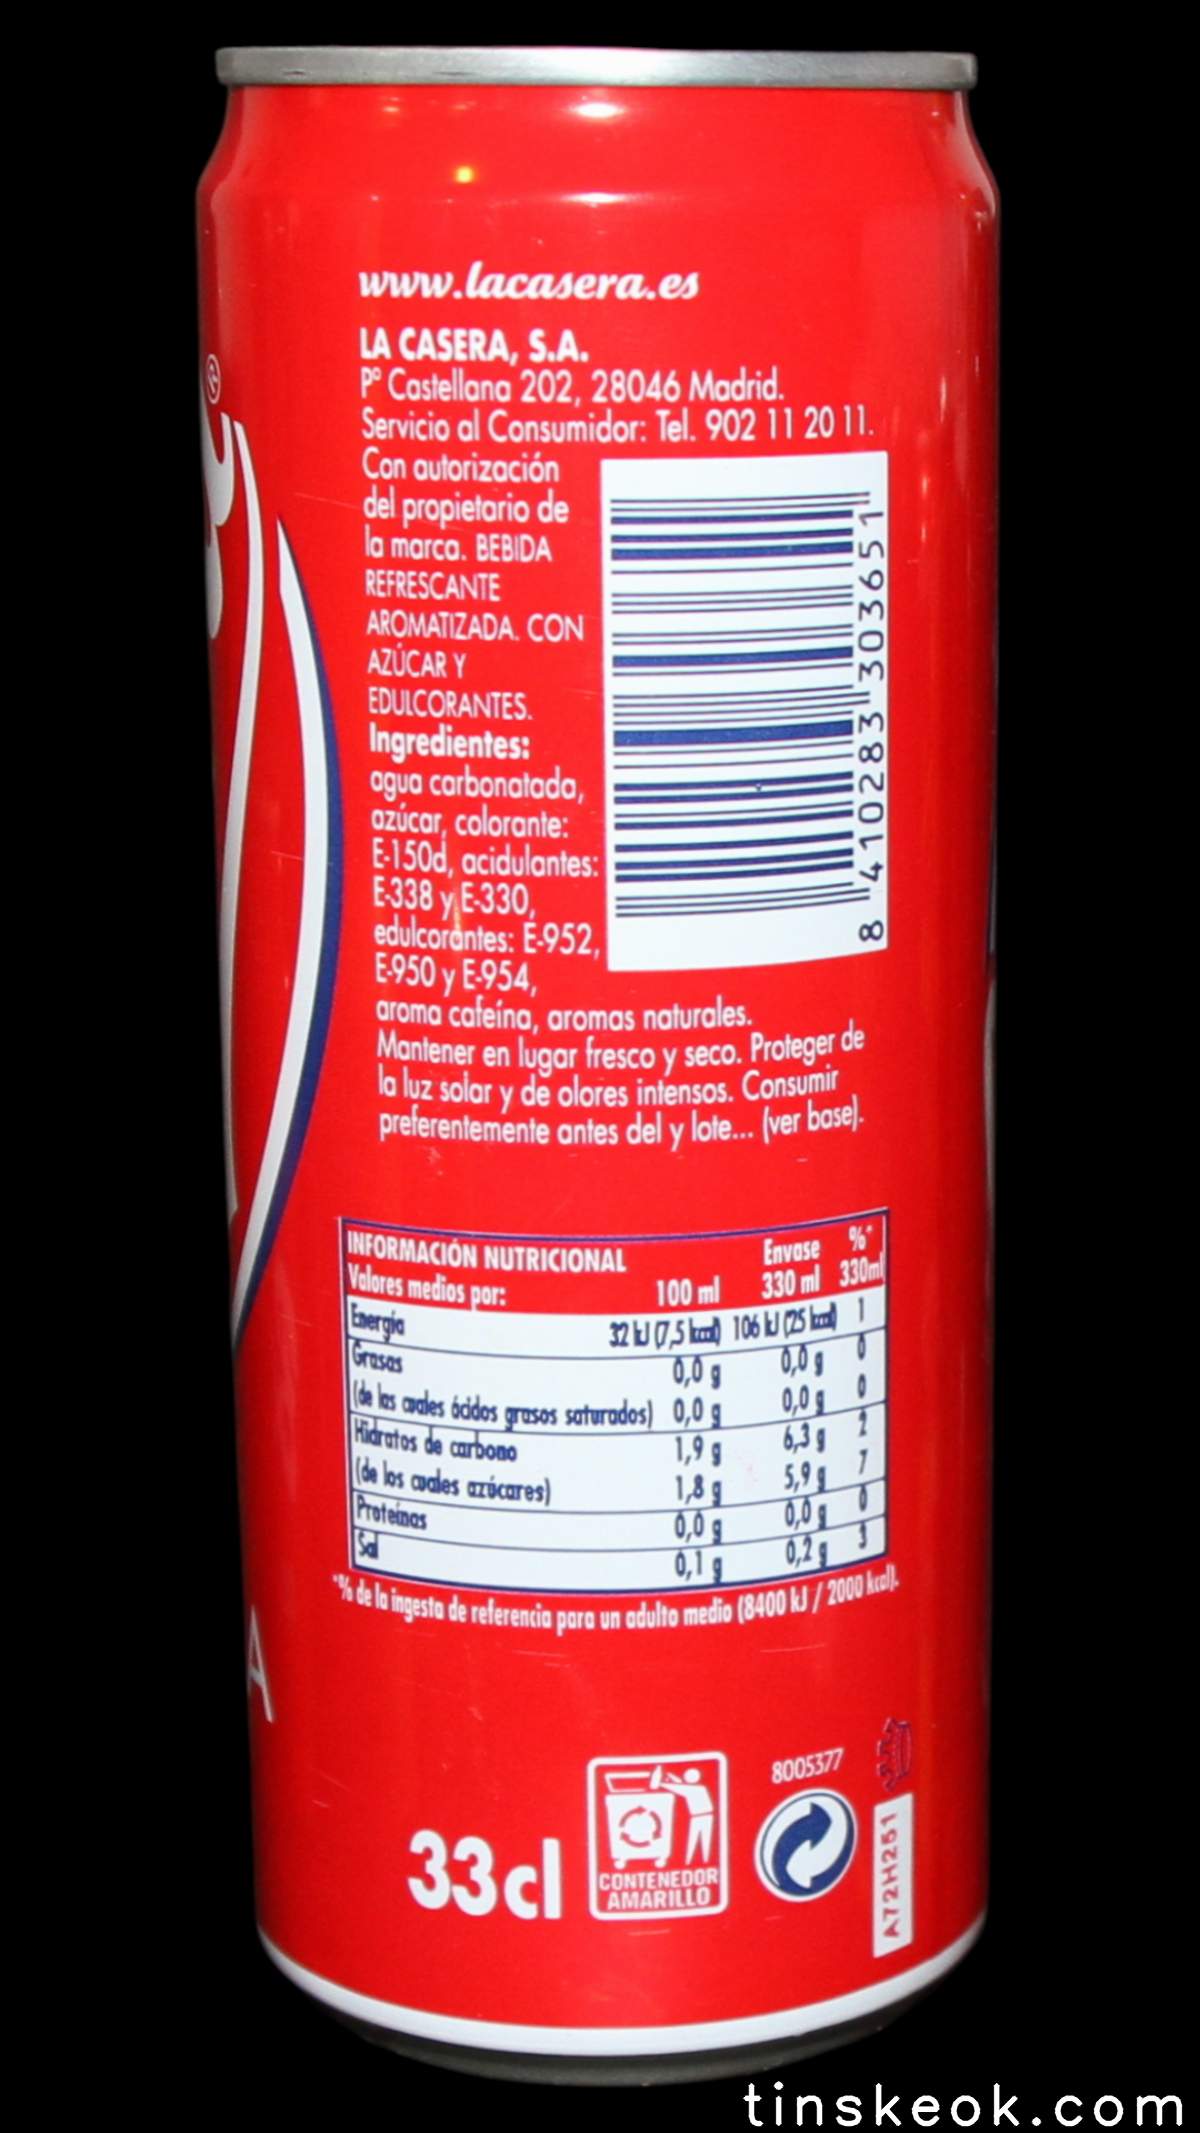 www.lacasera.es
LA CASERA, S.A.
Pº Castellana 202, 28046 Madrid.
Servicio al Consumidor: Tel. 902 11 20 11.
Con autorización
del propietario de
la marca. BEBIDA
REFRESCANTE
AROMATIZADA. CON
AZÚCAR Y
EDULCORANTES.
Ingredientes:
agua carbonatada,
azúcar, colorante:
E-150d, acidulantes:
E-338 y E-330,
edulcorantes: E-952,
E-950 y E-954,
aroma cafeína, aromas naturales.
Mantener en lugar fresco y seco. Proteger de
la luz solar y de olores intensos. Consumir
preferentemente antes del y lote... (ver base).
8 410283 303651
INFORMACIÓN NUTRICIONAL Envase %*
Valores medios por: 100 ml 330 ml 330ml
Energía 32 kJ (7,5 kcal) 106 kJ (25 kcal) 1
Grasas 0,0 g 0,0 g 0
(de las cuales ácidos grasos saturados) 0,0 g 0,0 g 0
Hidratos de carbono 1,9 g 6,3 g 2
(de los cuales azúcares) 1,8 g 5,9 g 7
Proteínas 0,0 g 0,0 g 0
Sal 0,1 g 0,2 g 3
*% de la ingesta de referencia para un adulto medio (8400 kJ / 2000 kcal).
A
33cl
CONTENEDOR
AMARILLO
8005377
A72H251
tinskeok.com